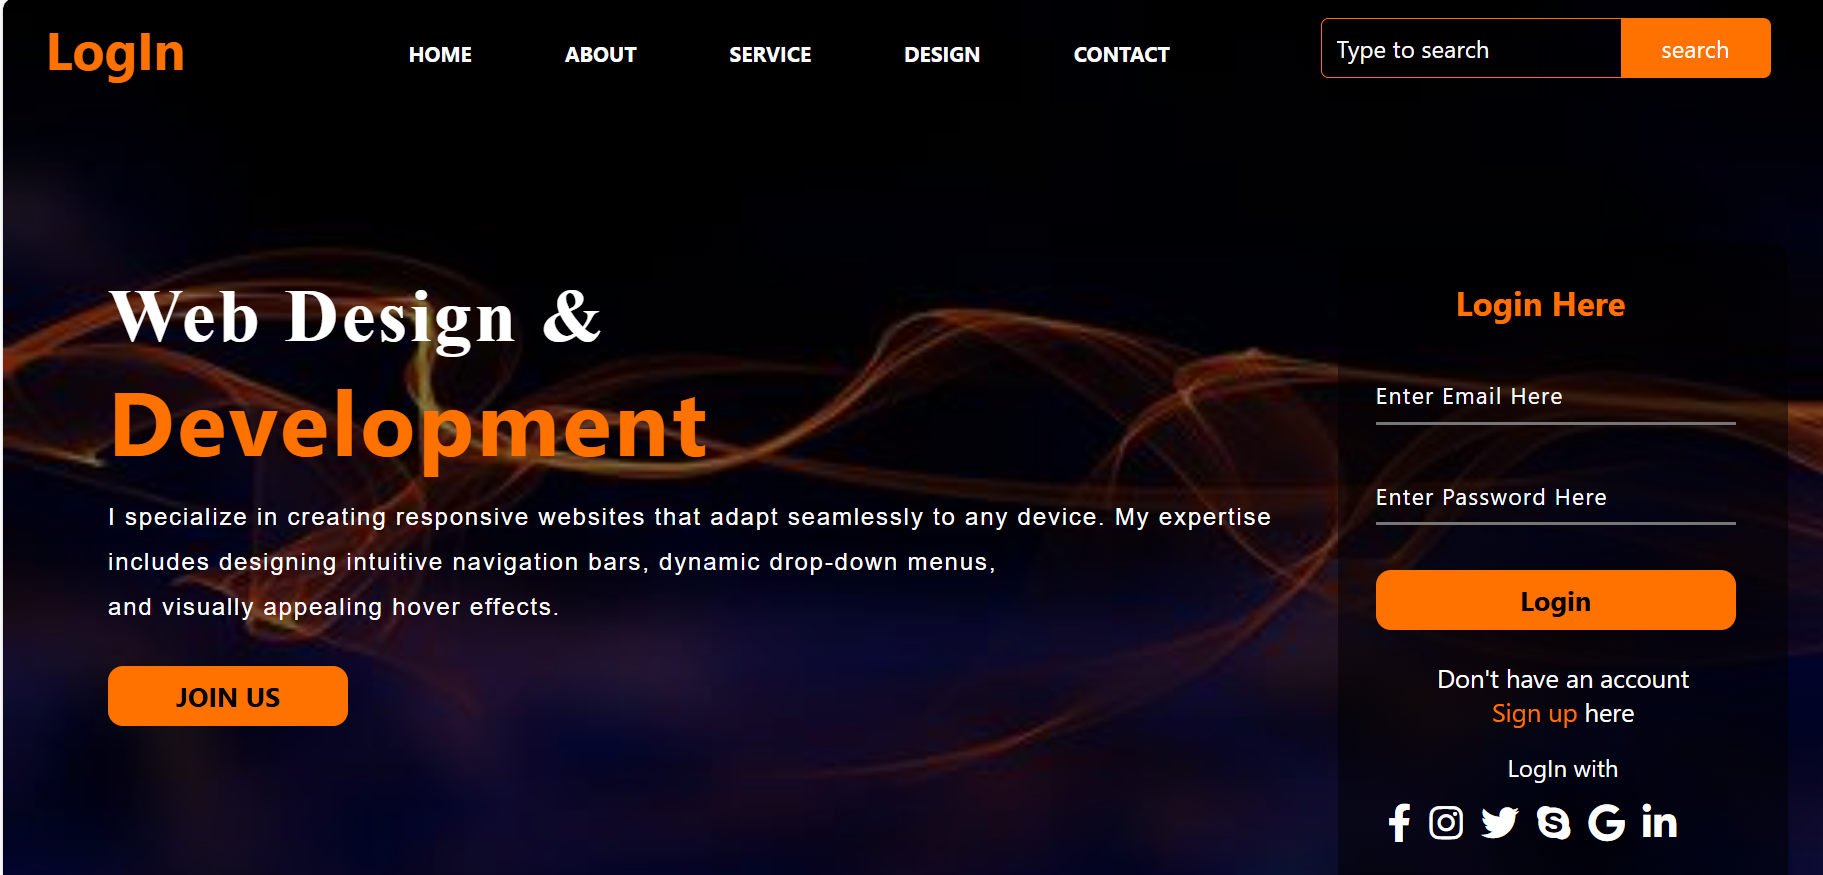 LogIn
HOME
ABOUT
SERVICE
DESIGN
CONTACT
Type to search
search
Web Design &
Development
I specialize in creating responsive websites that adapt seamlessly to any device. My expertise
includes designing intuitive navigation bars, dynamic drop-down menus,
and visually appealing hover effects.
JOIN US
Login Here
Enter Email Here
Enter Password Here
Login
Don't have an account
Sign up here
LogIn with